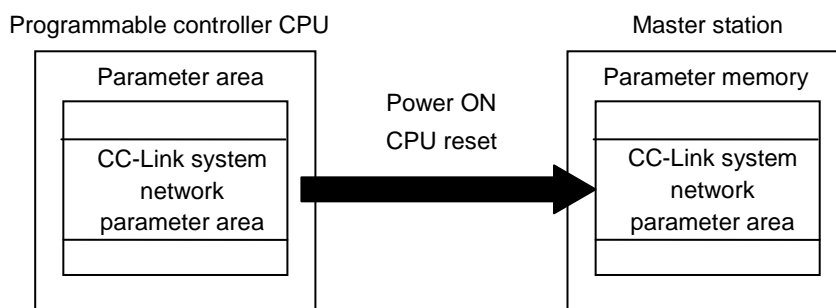 Programmable controller CPU
Parameter area
CC-Link system
network
parameter area
Power ON
CPU reset
Master station
Parameter memory
CC-Link system
network
parameter area